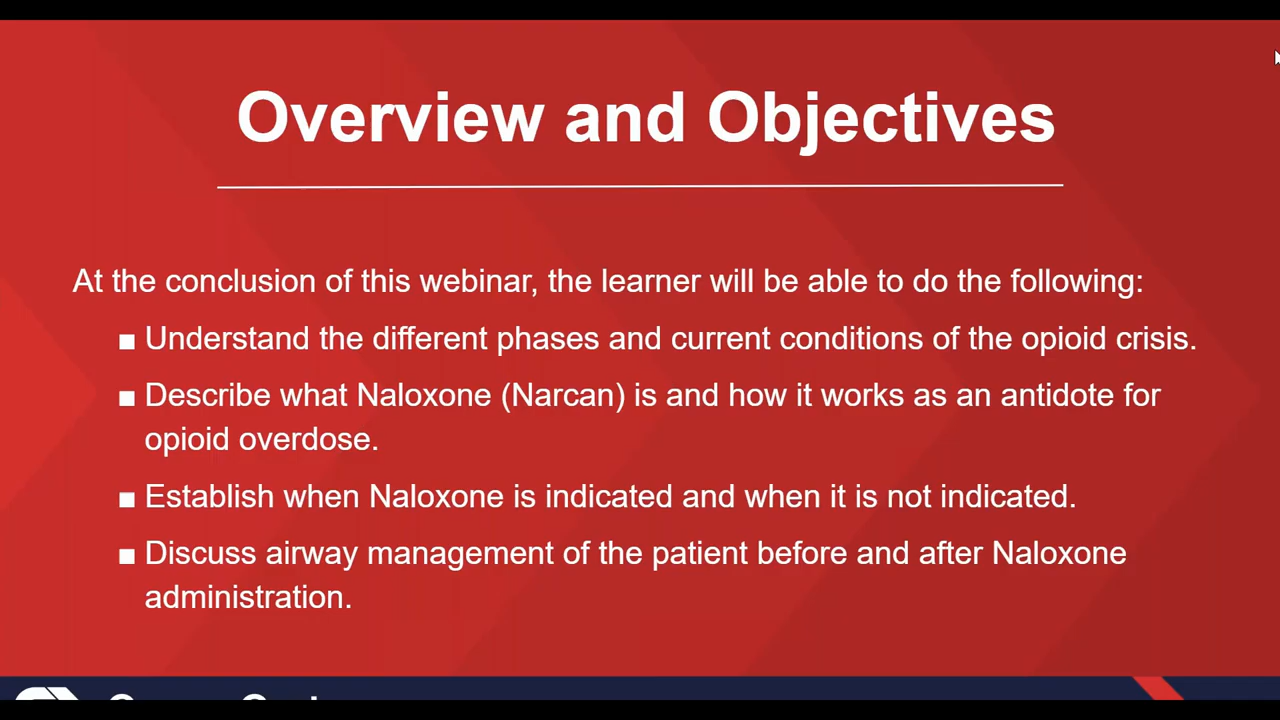 Overview and Objectives
At the conclusion of this webinar, the learner will be able to do the following:
■ Understand the different phases and current conditions of the opioid crisis.
■ Describe what Naloxone (Narcan) is and how it works as an antidote for
opioid overdose.
■ Establish when Naloxone is indicated and when it is not indicated.
■ Discuss airway management of the patient before and after Naloxone
administration.